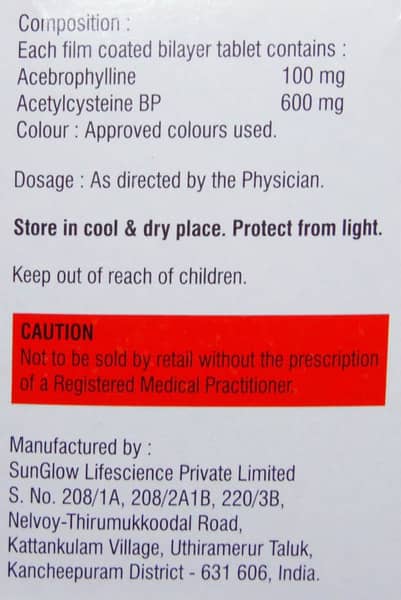 Composition :
Each film coated bilayer tablet contains :
Acebrophylline 100 mg
Acetylcysteine BP 600 mg
Colour : Approved colours used.
Dosage : As directed by the Physician.
Store in cool & dry place. Protect from light.
Keep out of reach of children.
CAUTION
Not to be sold by retail without the prescription
of a Registered Medical Practitioner.
Manufactured by :
SunGlow Lifescience Private Limited
S. No. 208/1A, 208/2A1B, 220/3B,
Nelvoy-Thirumukkoodal Road,
Kattankulam Village, Uthiramerur Taluk,
Kancheepuram District - 631 606, India.